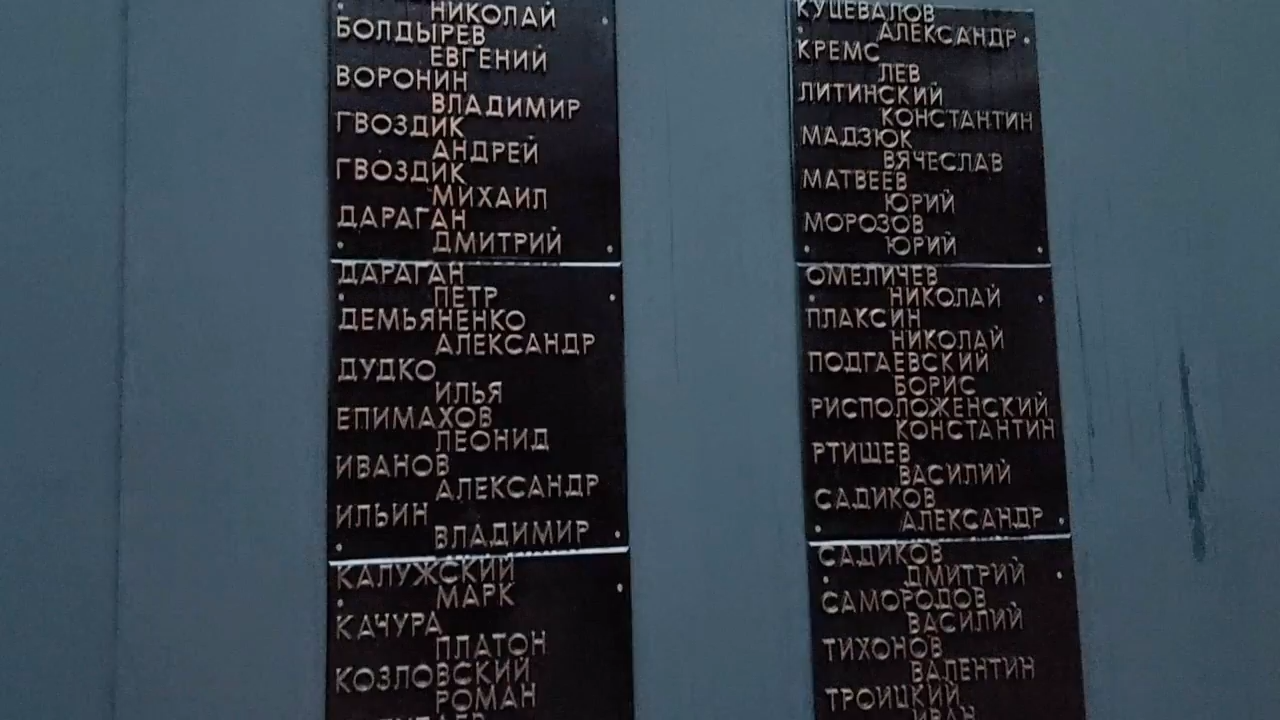 НИКОЛАЙ
БОЛДЫРЕВ
ЕВГЕНИЙ
ВОРОНИН
ВЛАДИМИР
ГВОЗДИК
АНДРЕЙ
ГВОЗДИК
МИХАИЛ
ДАРАГАН
ДМИТРИЙ
ДАРАГАН
ПЕТР
ДЕМЬЯНЕНКО
АЛЕКСАНДР
ДУДКО
ИЛЬЯ
ЕПИМАХОВ
ЛЕОНИД
ИВАНОВ
АЛЕКСАНДР
ИЛЬИН
ВЛАДИМИР
КАЛУЖСКИЙ
МАРК
КАЧУРА
ПЛАТОН
КОЗЛОВСКИЙ
РОМАН
КУЦЕВАЛОВ
АЛЕКСАНДР
КРЕМС
ЛЕВ
ЛИТИНСКИЙ
КОНСТАНТИН
МАДЗЮК
ВЯЧЕСЛАВ
МАТВЕЕВ
ЮРИЙ
МОРОЗОВ
ЮРИЙ
ОМЕЛИЧЕВ
НИКОЛАЙ
ПЛАКСИН
НИКОЛАЙ
ПОДГАЕВСКИЙ
БОРИС
РИСПОЛОЖЕНСКИЙ
КОНСТАНТИН
РТИЩЕВ
ВАСИЛИЙ
САДИКОВ
АЛЕКСАНДР
САДИКОВ
ДМИТРИЙ
САМОРОДОВ
ВАСИЛИЙ
ТИХОНОВ
ВАЛЕНТИН
ТРОИЦКИЙ
ИВАН